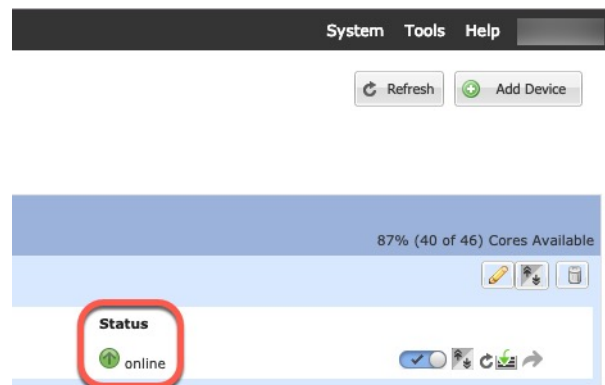 System Tools Help
Refresh Add Device
87% (40 of 46) Cores Available
Status
online